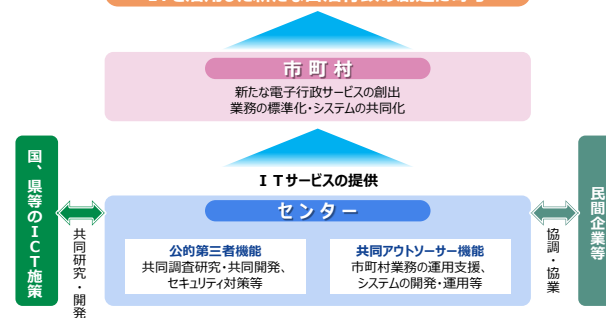 市町村
新たな電子行政サービスの創出
業務の標準化・システムの共同化
ITサービスの提供
センター
公的第三者機能
共同調査研究・共同開発、
セキュリティ対策等
共同アウトソーサー機能
市町村業務の運用支援、
システムの開発・運用等
国、県等のICT施策
共同研究・開発
協調・協業
民間企業等